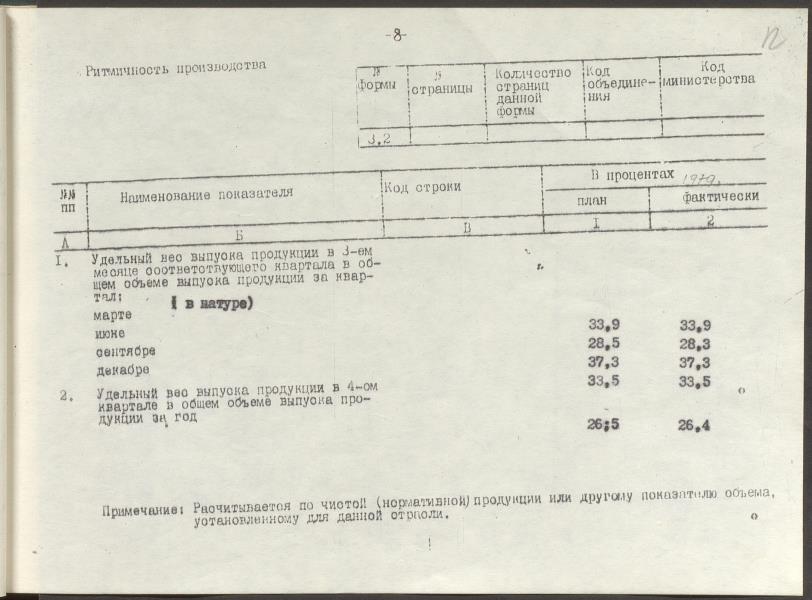 -8-
12
Ритмичность производства
№ формы
№ страницы
Количество страниц данной формы
Код объединения
Код министерства
3.2
№№ пп
Наименование показателя
Код строки
В процентах 1979г.
план
фактически
А Б В 1 2
1. Удельный вес выпуска продукции в 3-ем
месяце соответствующего квартала в об-
щем объеме выпуска продукции за квар-
тал: ( в натуре)
марте 33,9 33,9
июне 28,5 28,3
сентябре 37,3 37,3
декабре 33,5 33,5
2. Удельный вес выпуска продукции в 4-ом
квартале в общем объеме выпуска про-
дукции за год 26,5 26,4
Примечание: Расчитывается по чистой (нормативной) продукции или другому показателю объема,
установленному для данной отрасли.